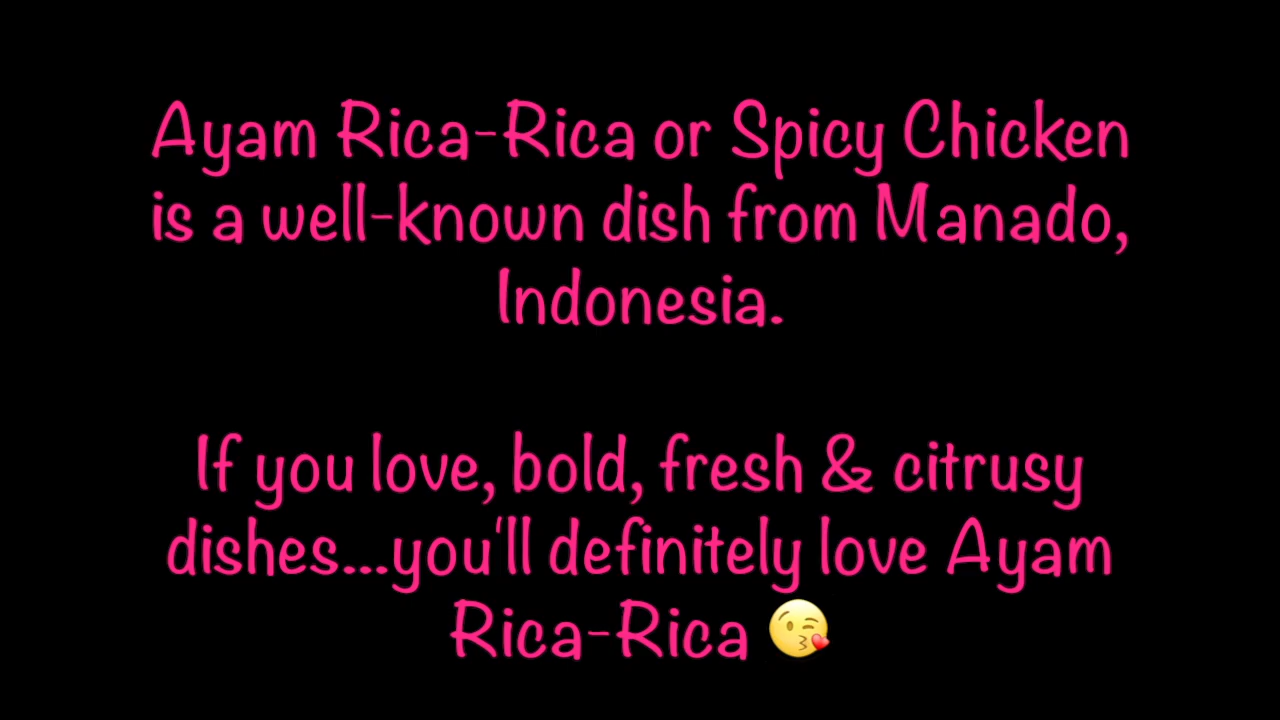 Ayam Rica-Rica or Spicy Chicken
is a well-known dish from Manado,
Indonesia.
If you love, bold, fresh & citrusy
dishes...you'll definitely love Ayam
Rica-Rica 😘